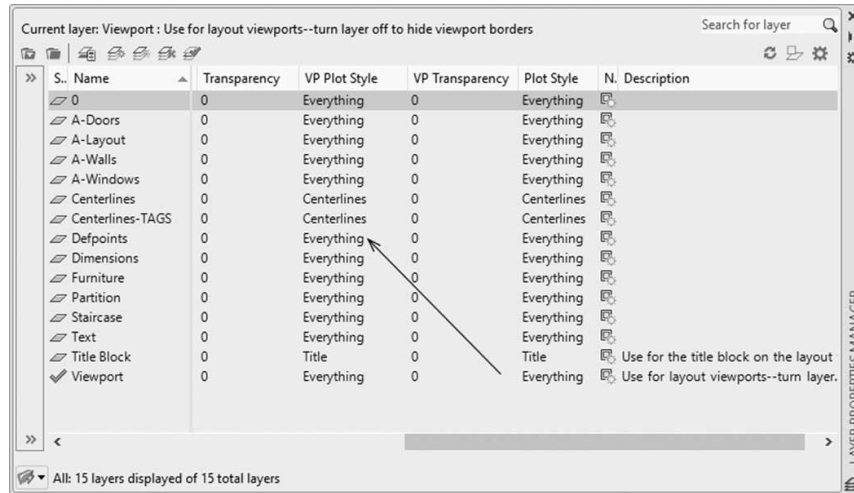 Current layer: Viewport : Use for layout viewports--turn layer off to hide viewport borders
Search for layer
S.. Name Transparency VP Plot Style VP Transparency Plot Style N. Description
0 0 Everything 0 Everything
A-Doors 0 Everything 0 Everything
A-Layout 0 Everything 0 Everything
A-Walls 0 Everything 0 Everything
A-Windows 0 Everything 0 Everything
Centerlines 0 Centerlines 0 Centerlines
Centerlines-TAGS 0 Centerlines 0 Centerlines
Defpoints 0 Everything 0 Everything
Dimensions 0 Everything 0 Everything
Furniture 0 Everything 0 Everything
Partition 0 Everything 0 Everything
Staircase 0 Everything 0 Everything
Text 0 Everything 0 Everything
Title Block 0 Title 0 Title Use for the title block on the layout
Viewport 0 Everything 0 Everything Use for layout viewports--turn layer.
All: 15 layers displayed of 15 total layers
LAYER PROPERTIES MANAGER